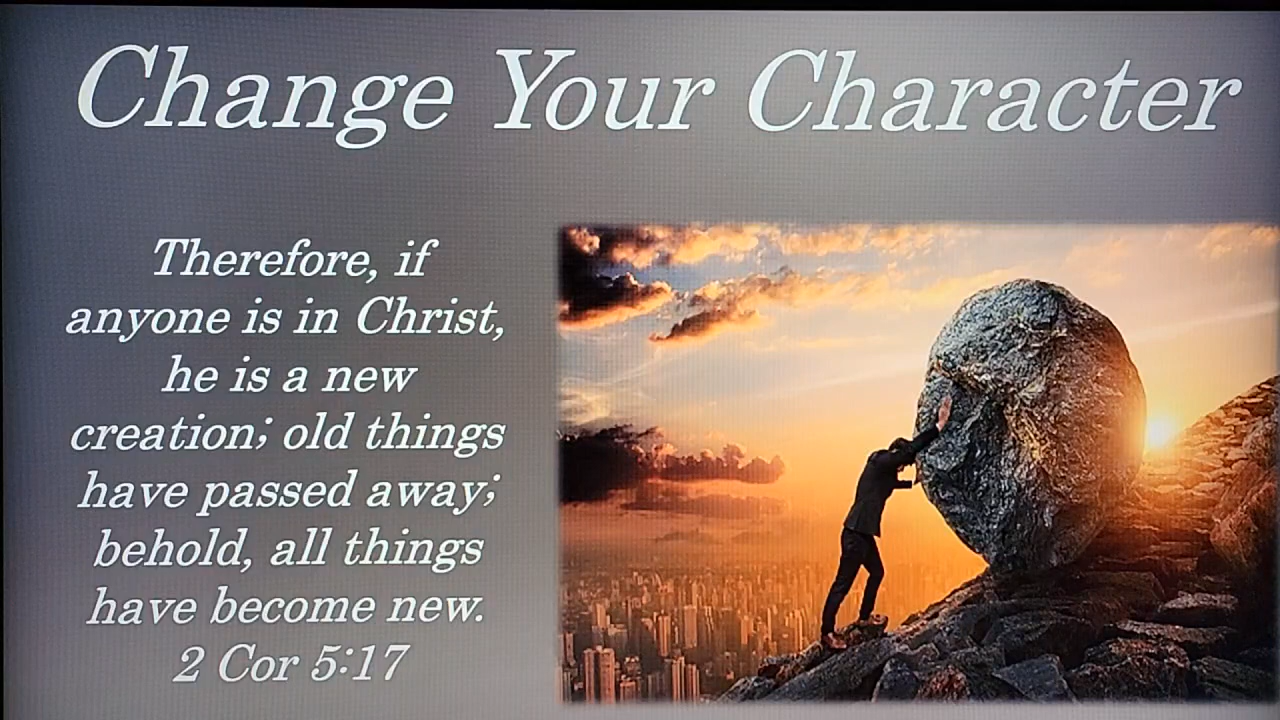 Change Your Character
Therefore, if
anyone is in Christ,
he is a new
creation; old things
have passed away;
behold, all things
have become new.
2 Cor 5:17